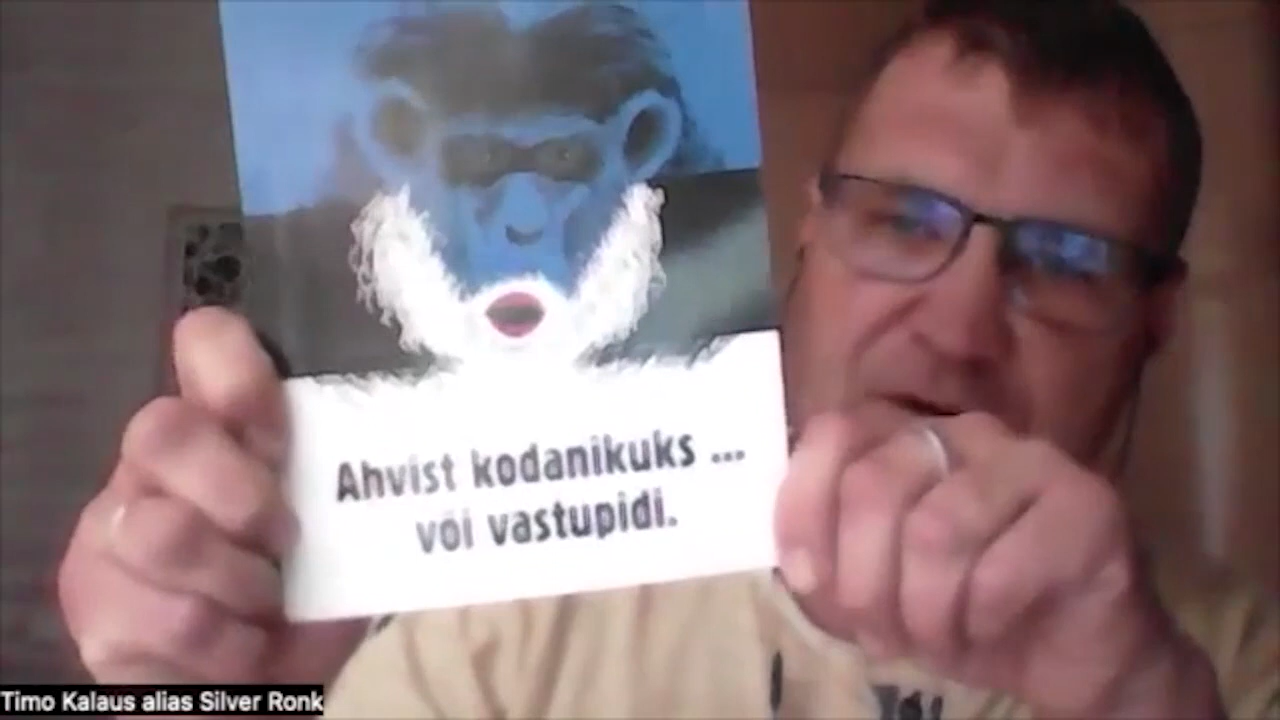 Ahvist kodanikuks ...
või vastupidi.
Timo Kalaus alias Silver Ronk